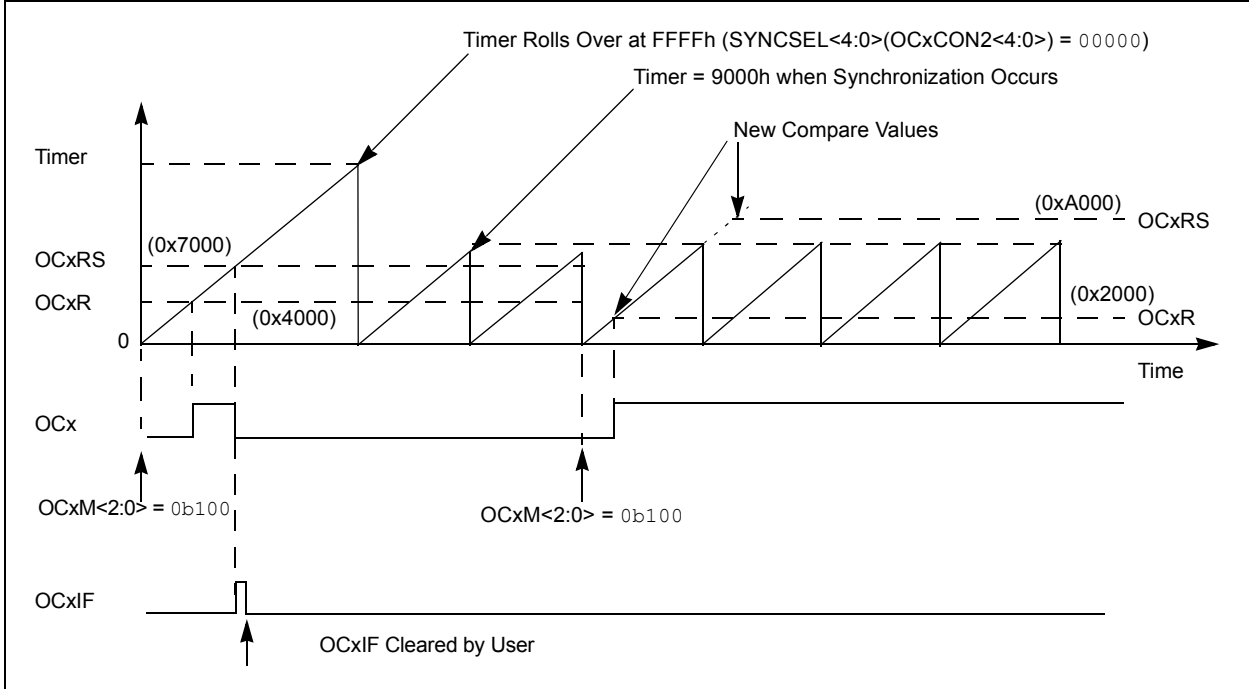 Timer Rolls Over at FFFFh (SYNCSEL<4:0>(OCxCON2<4:0>) = 00000)
Timer = 9000h when Synchronization Occurs
New Compare Values
Timer
(0xA000)
OCxRS
(0x7000)
OCxRS
OCxR
(0x4000)
(0x2000)
OCxR
0
Time
OCx
OCxM<2:0> = 0b100
OCxM<2:0> = 0b100
OCxIF
OCxIF Cleared by User